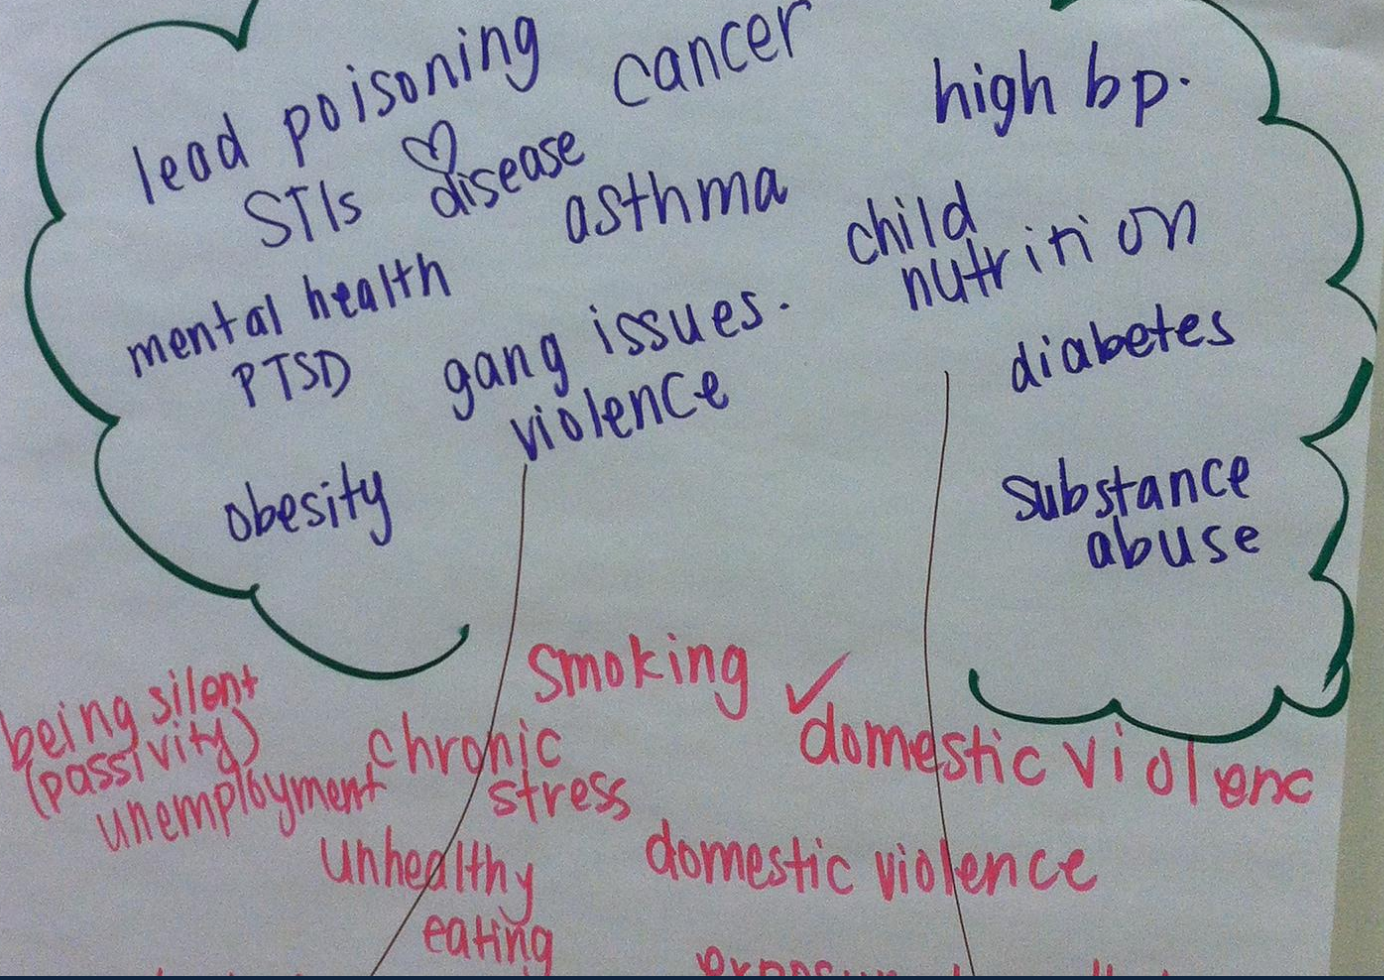 lead poisoning
cancer
high bp.
STIs
♡ disease
asthma
child
nutrition
mental health
PTSD
gang issues.
violence
diabetes
obesity
substance
abuse
smoking
being silent
(passivity)
unemployment
chronic
stress
✓
domestic violenc
unhealthy
eating
domestic violence